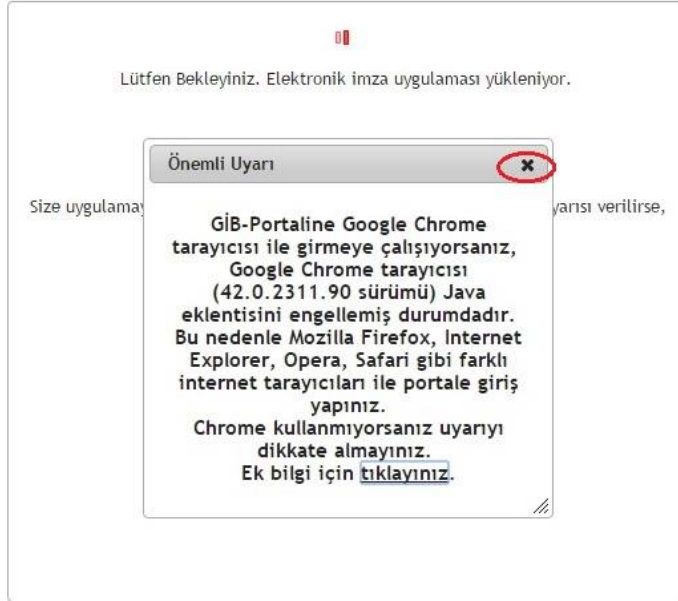 Lütfen Bekleyiniz. Elektronik imza uygulaması yükleniyor.
Önemli Uyarı
Size uygulamay
yarısı verilirse,
GİB-Portaline Google Chrome
tarayıcısı ile girmeye çalışıyorsanız,
Google Chrome tarayıcısı
(42.0.2311.90 sürümü) Java
eklentisini engellemiş durumdadır.
Bu nedenle Mozilla Firefox, Internet
Explorer, Opera, Safari gibi farklı
internet tarayıcıları ile portale giriş
yapınız.
Chrome kullanmıyorsanız uyarıyı
dikkate almayınız.
Ek bilgi için tıklayınız.